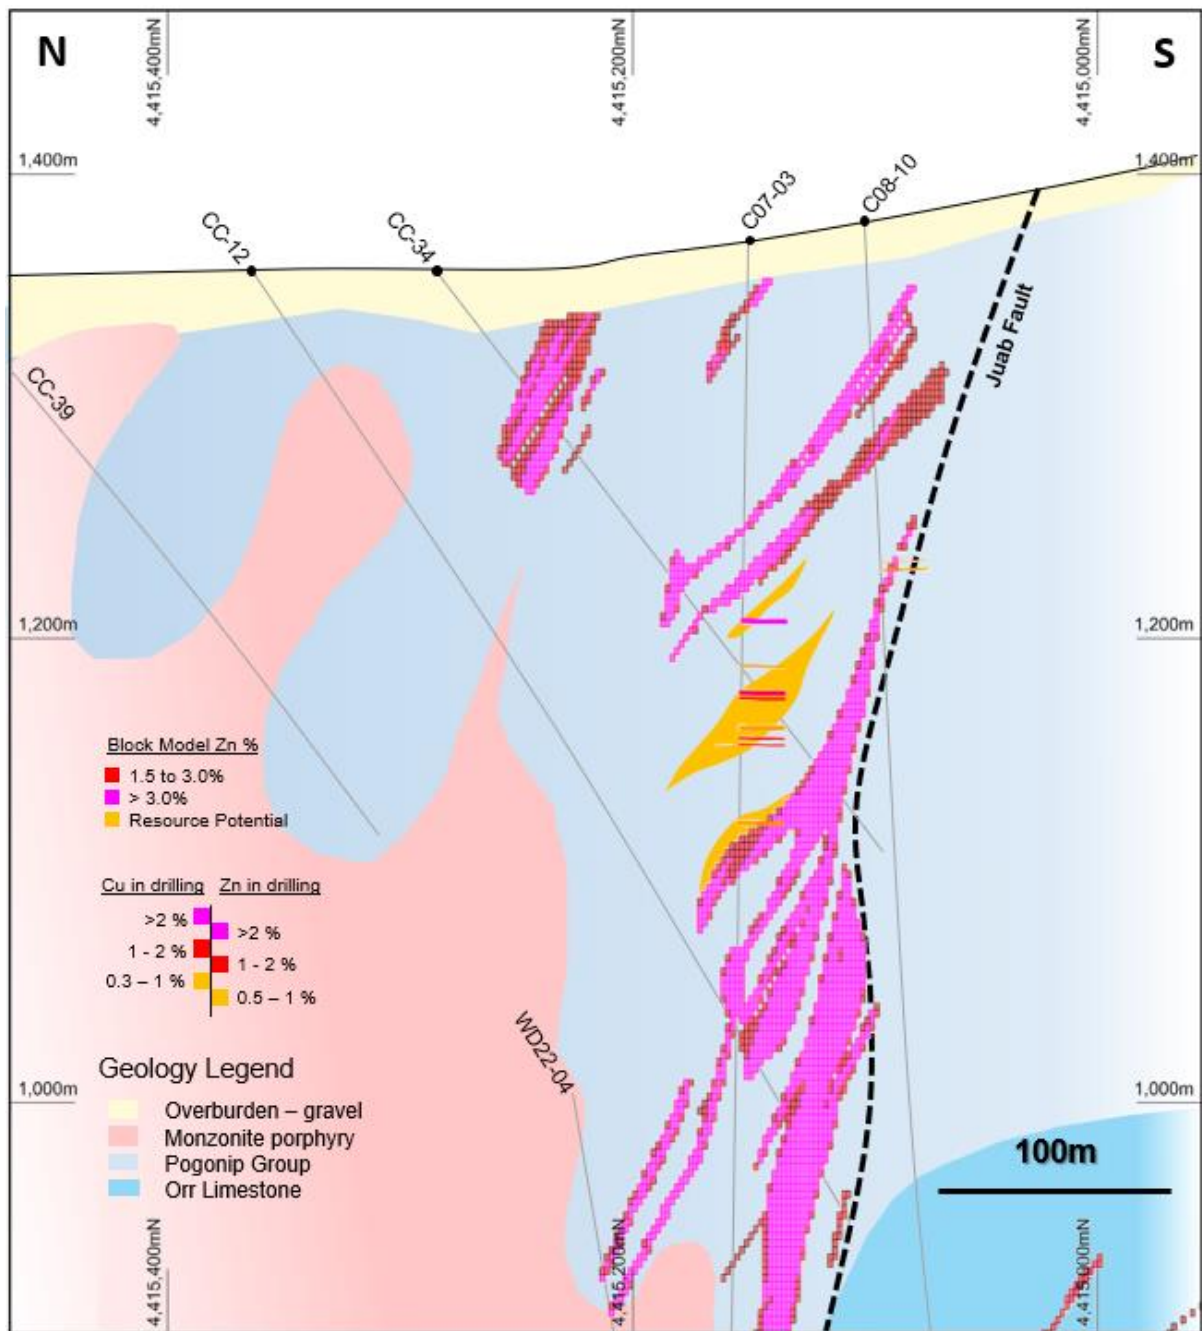 N
4,415,400mN
4,415,200mN
4,415,000mN
S
1,400m
1,400m
CC-12
CC-34
C07-03
C08-10
Juab Fault
CC-39
1,200m
1,200m
Block Model Zn %
1.5 to 3.0%
> 3.0%
Resource Potential
Cu in drilling Zn in drilling
>2 %
>2 %
1 - 2 %
1 - 2 %
0.3 – 1 %
0.5 – 1 %
WD22-04
Geology Legend
1,000m
1,000m
Overburden – gravel
Monzonite porphyry
Pogonip Group
Orr Limestone
100m
4,415,400mN
4,415,200mN
4,415,000mN